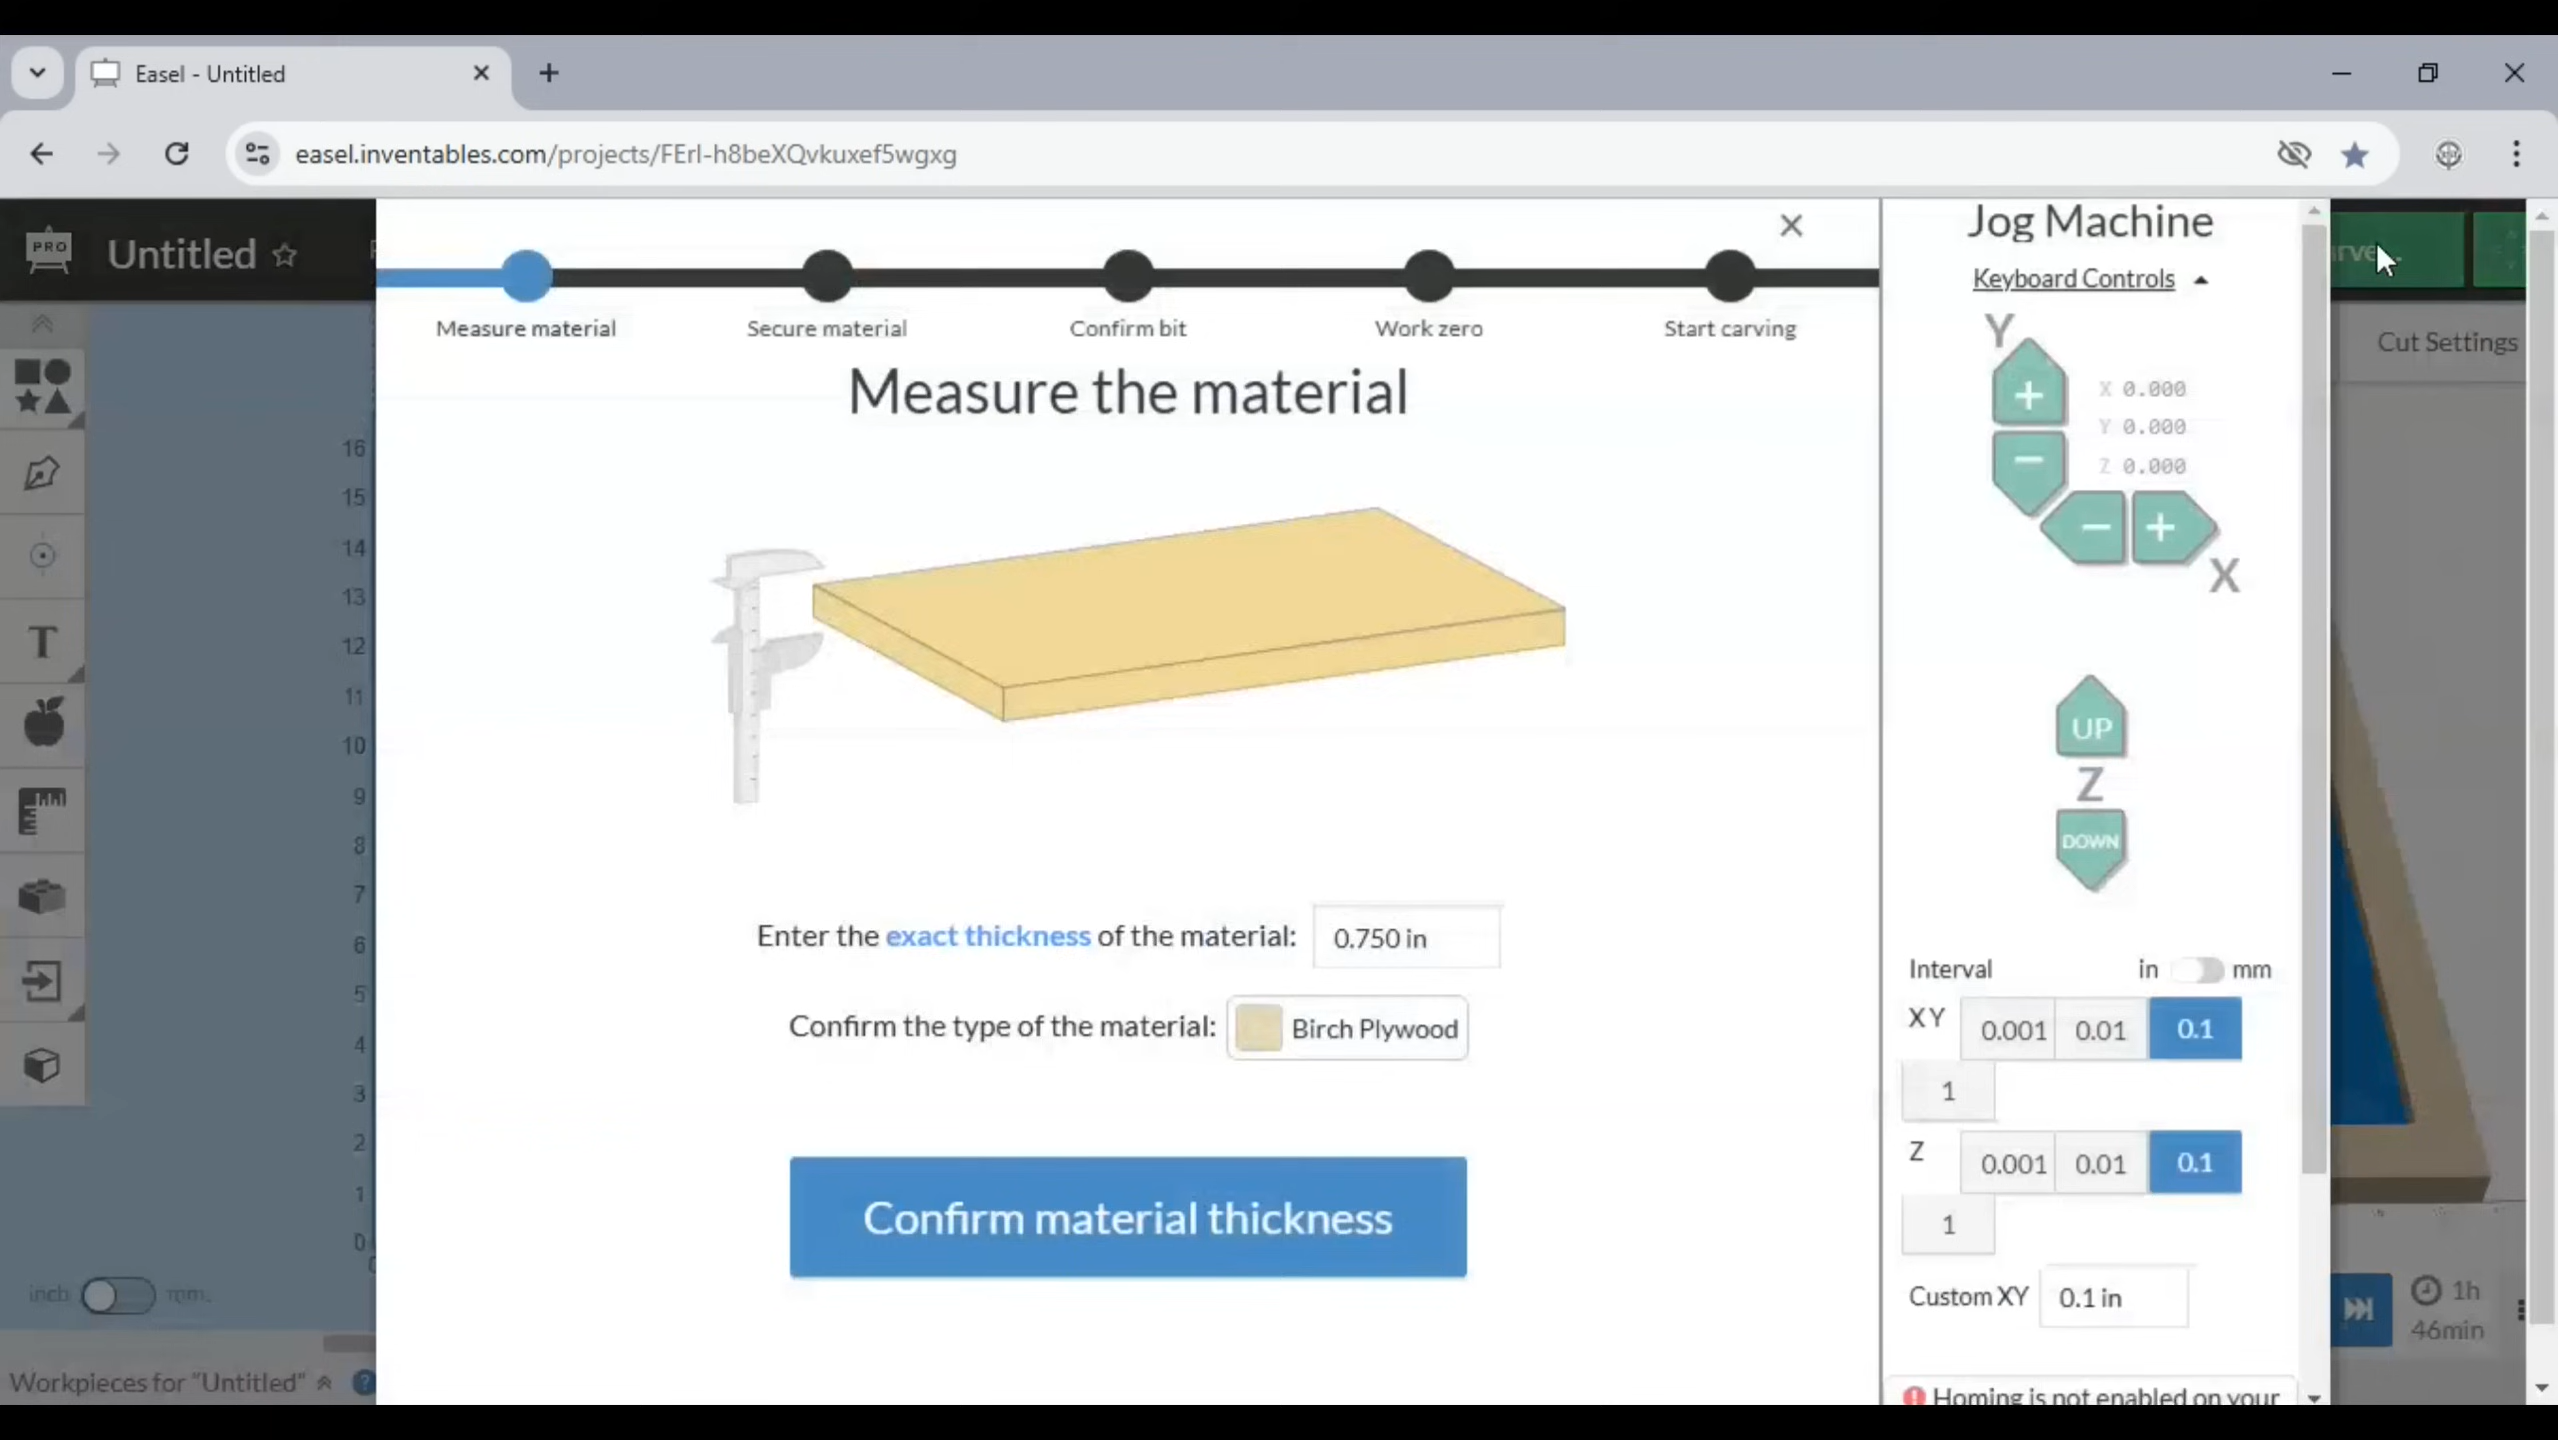 Easel - Untitled
easel.inventables.com/projects/FErl-h8beXQvkuxef5wgxg
PRO
Untitled
Measure material
Secure material
Confirm bit
Work zero
Start carving
Measure the material
Enter the exact thickness of the material: 0.750 in
Confirm the type of the material: Birch Plywood
Confirm material thickness
Jog Machine
Keyboard Controls
Y
X 0.000
Y 0.000
Z 0.000
X
UP
Z
DOWN
Interval in mm
XY 0.001 0.01 0.1
1
Z 0.001 0.01 0.1
1
Custom XY 0.1 in
Homing is not enabled on your
Cut Settings
T
16
15
14
13
12
11
10
9
8
7
6
5
4
3
2
1
0
inch mm
1h
46min
Workpieces for "Untitled" ?